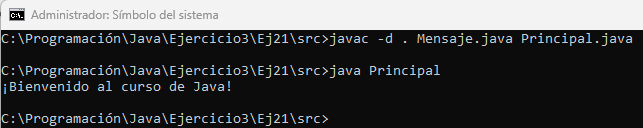 Administrador: Símbolo del sistema
C:\Programación\Java\Ejercicio3\Ej21\src>javac -d . Mensaje.java Principal.java
C:\Programación\Java\Ejercicio3\Ej21\src>java Principal
¡Bienvenido al curso de Java!
C:\Programación\Java\Ejercicio3\Ej21\src>